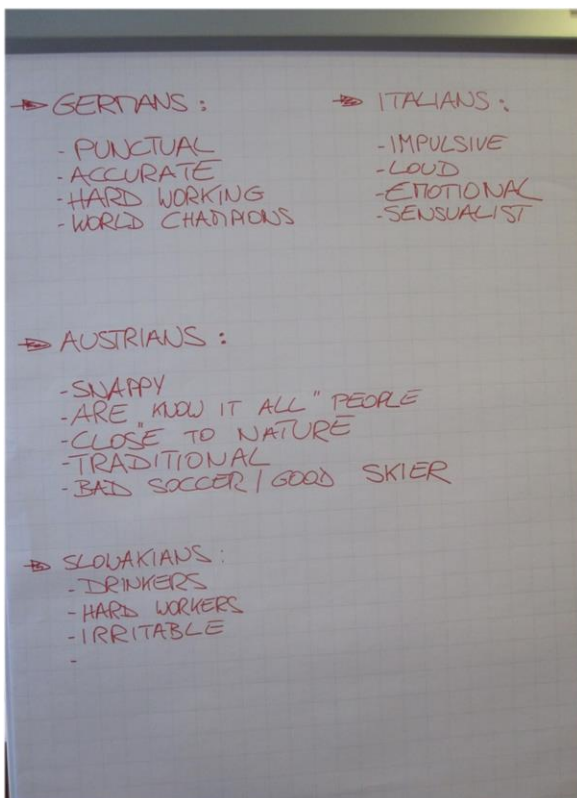 → GERMANS:
- PUNCTUAL
- ACCURATE
- HARD WORKING
- WORLD CHAMPIONS
→ ITALIANS:
- IMPULSIVE
- LOUD
- EMOTIONAL
- SENSUALIST
→ AUSTRIANS:
- SNAPPY
- ARE "KNOW IT ALL" PEOPLE
- CLOSE TO NATURE
- TRADITIONAL
- BAD SOCCER / GOOD SKIER
→ SLOVAKIANS:
- DRINKERS
- HARD WORKERS
- IRRITABLE
-